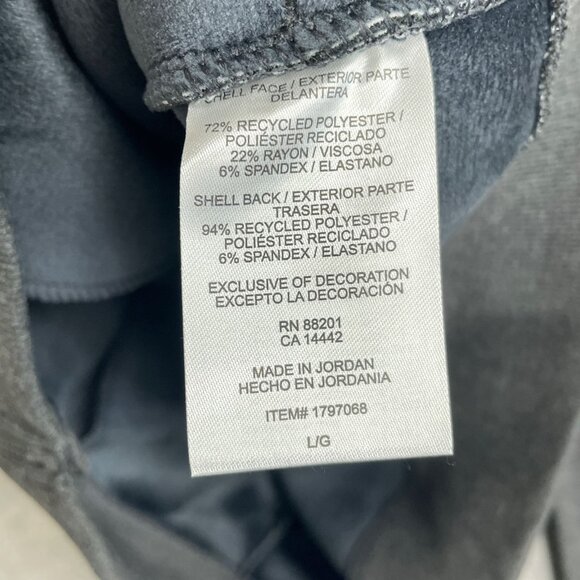 SHELL FACE / EXTERIOR PARTE
DELANTERA
72% RECYCLED POLYESTER /
POLIÉSTER RECICLADO
22% RAYON / VISCOSA
6% SPANDEX / ELASTANO
SHELL BACK / EXTERIOR PARTE
TRASERA
94% RECYCLED POLYESTER /
POLIÉSTER RECICLADO
6% SPANDEX / ELASTANO
EXCLUSIVE OF DECORATION
EXCEPTO LA DECORACIÓN
RN 88201
CA 14442
MADE IN JORDAN
HECHO EN JORDANIA
ITEM# 1797068
L/G